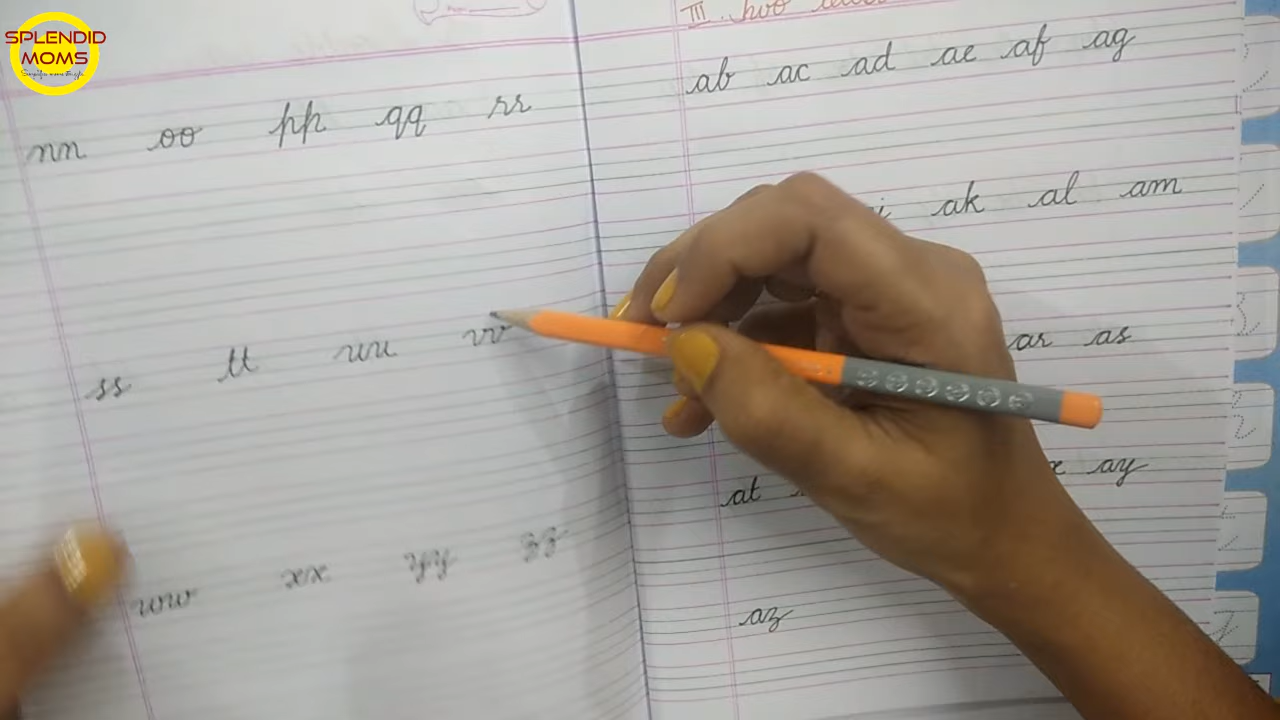 SPLENDID
MOMS
nn oo pp qq rr
ss tt uu vv
ww xx yy zz
III. two
ab ac ad ae af ag
ak al am
ar as
at ay
az